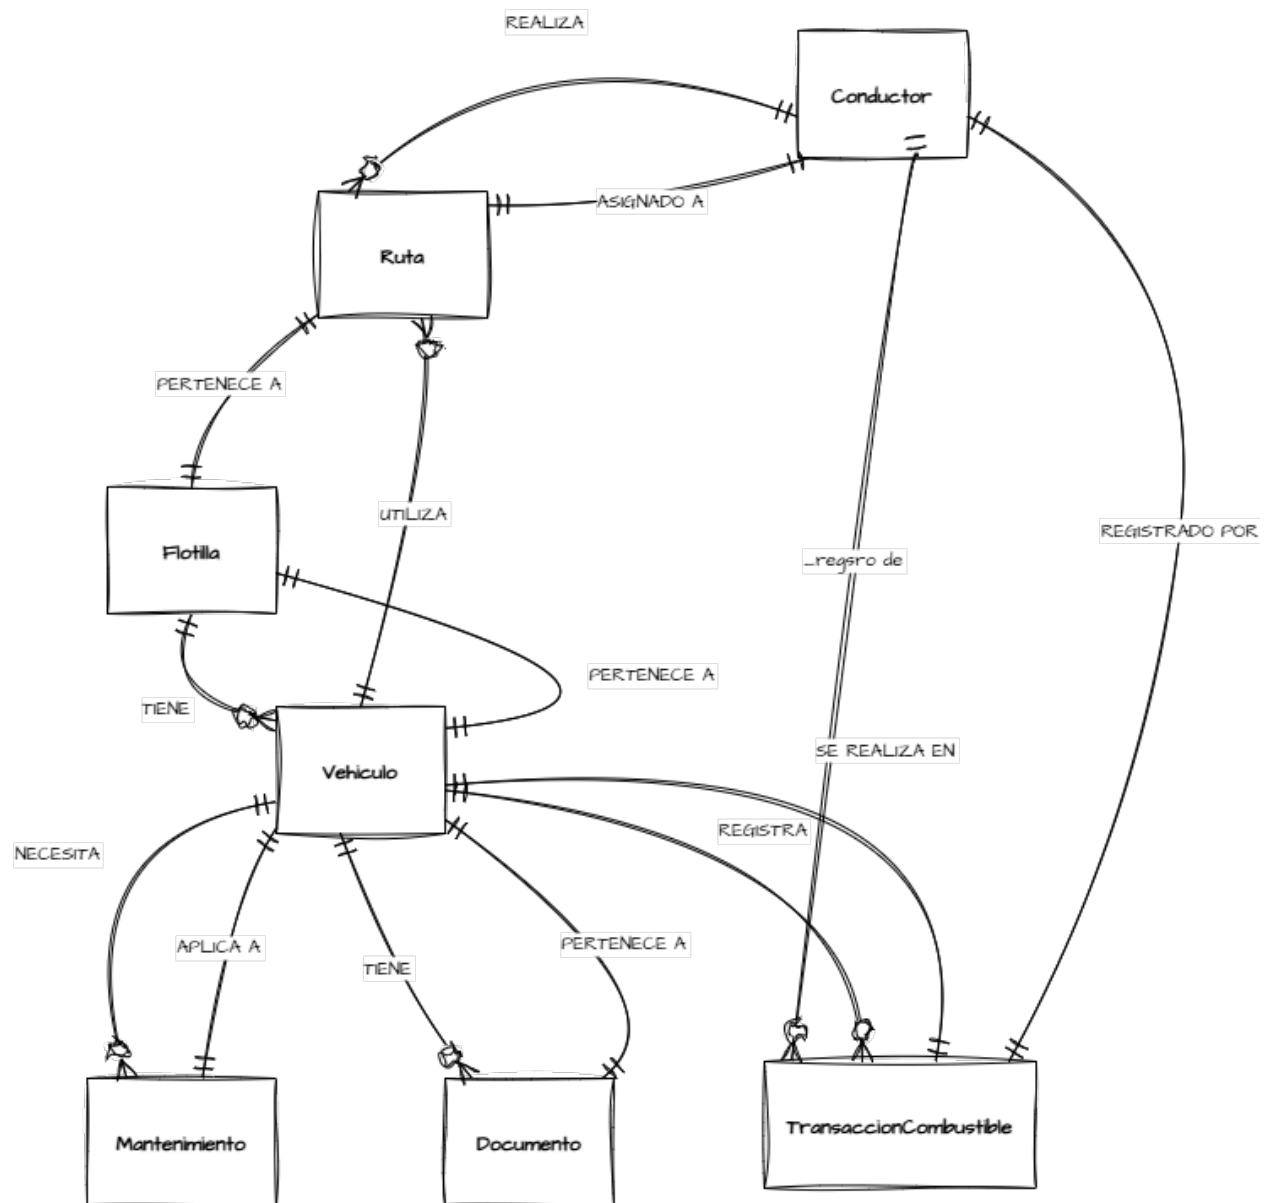 REALIZA
Conductor
ASIGNADO A
Ruta
PERTENECE A
UTILIZA
REGISTRADO POR
Flotilla
_regsro de
PERTENECE A
TIENE
SE REALIZA EN
Vehiculo
REGISTRA
NECESITA
APLICA A
PERTENECE A
TIENE
TransaccionCombustible
Mantenimiento
Documento